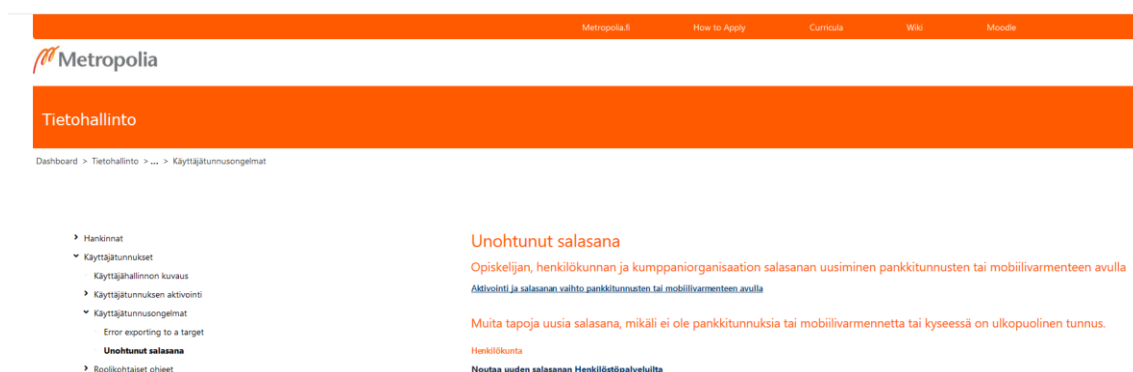 Metropolia.fi How to Apply Curricula Wiki Moodle
Metropolia
Tietohallinto
Dashboard > Tietohallinto > ... > Käyttäjätunnusongelmat
Hankinnat
Käyttäjätunnukset
Käyttäjähallinnon kuvaus
Käyttäjätunnuksen aktivointi
Käyttäjätunnusongelmat
Error exporting to a target
Unohtunut salasana
Roolikohtaiset ohjeet
Unohtunut salasana
Opiskelijan, henkilökunnan ja kumppaniorganisaation salasanan uusiminen pankkitunnusten tai mobiilivarmenteen avulla
Aktivointi ja salasanan vaihto pankkitunnusten tai mobiilivarmenteen avulla
Muita tapoja uusia salasana, mikäli ei ole pankkitunnuksia tai mobiilivarmennetta tai kyseessä on ulkopuolinen tunnus.
Henkilökunta
Noutaa uuden salasanan Henkilöstöpalveluilta